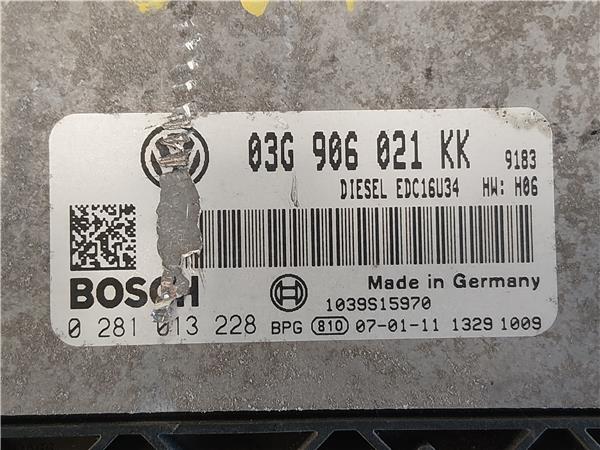 03G 906 021 KK 9183
DIESEL EDC16U34 HW: H06
BOSCH
Made in Germany
1039S15970
0 281 013 228 BPG 810 07-01-11 1329 1009